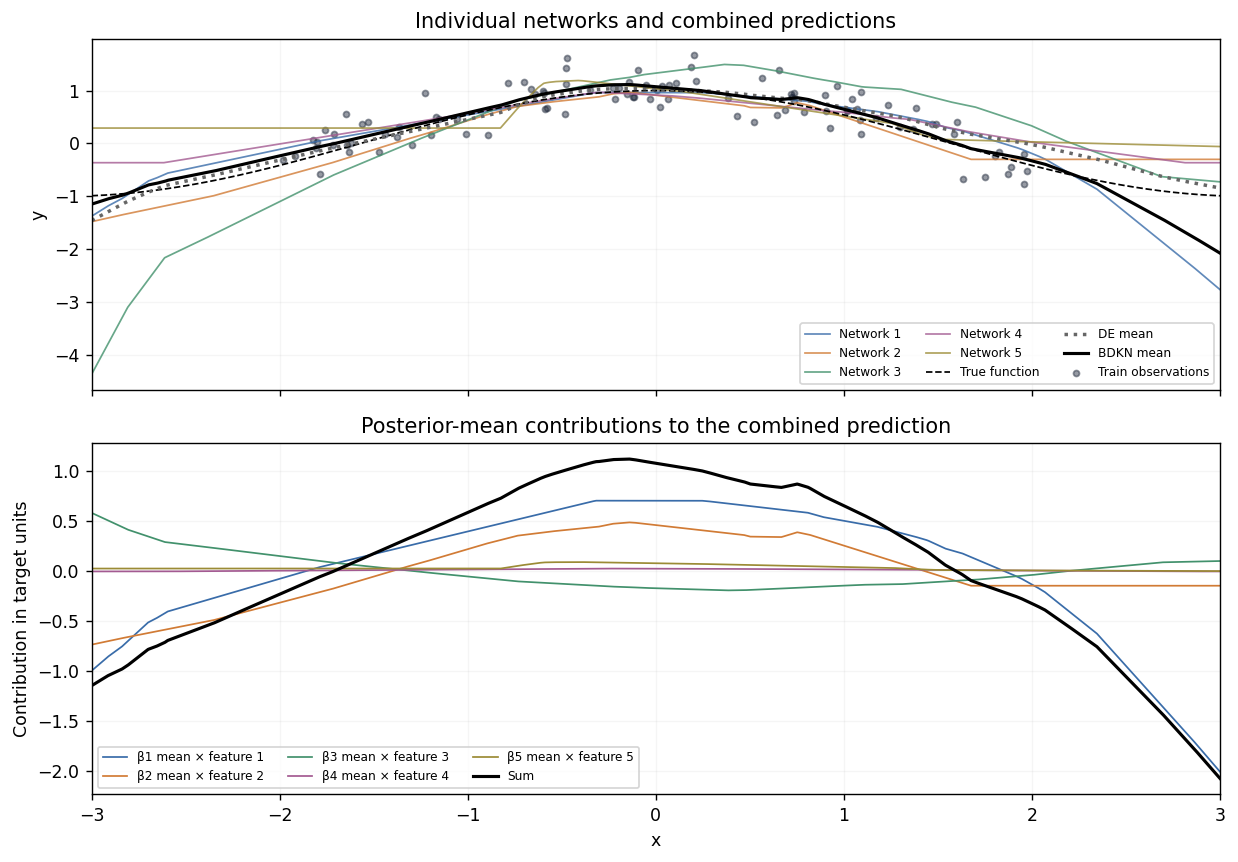 Individual networks and combined predictions
1
0
−1
−2
−3
−4
y
Network 1 Network 4 DE mean
Network 2 Network 5 BDKN mean
Network 3 True function Train observations
Posterior-mean contributions to the combined prediction
1.0
0.5
0.0
−0.5
−1.0
−1.5
−2.0
Contribution in target units
β1 mean × feature 1 β3 mean × feature 3 β5 mean × feature 5
β2 mean × feature 2 β4 mean × feature 4 Sum
−3 −2 −1 0 1 2 3
x